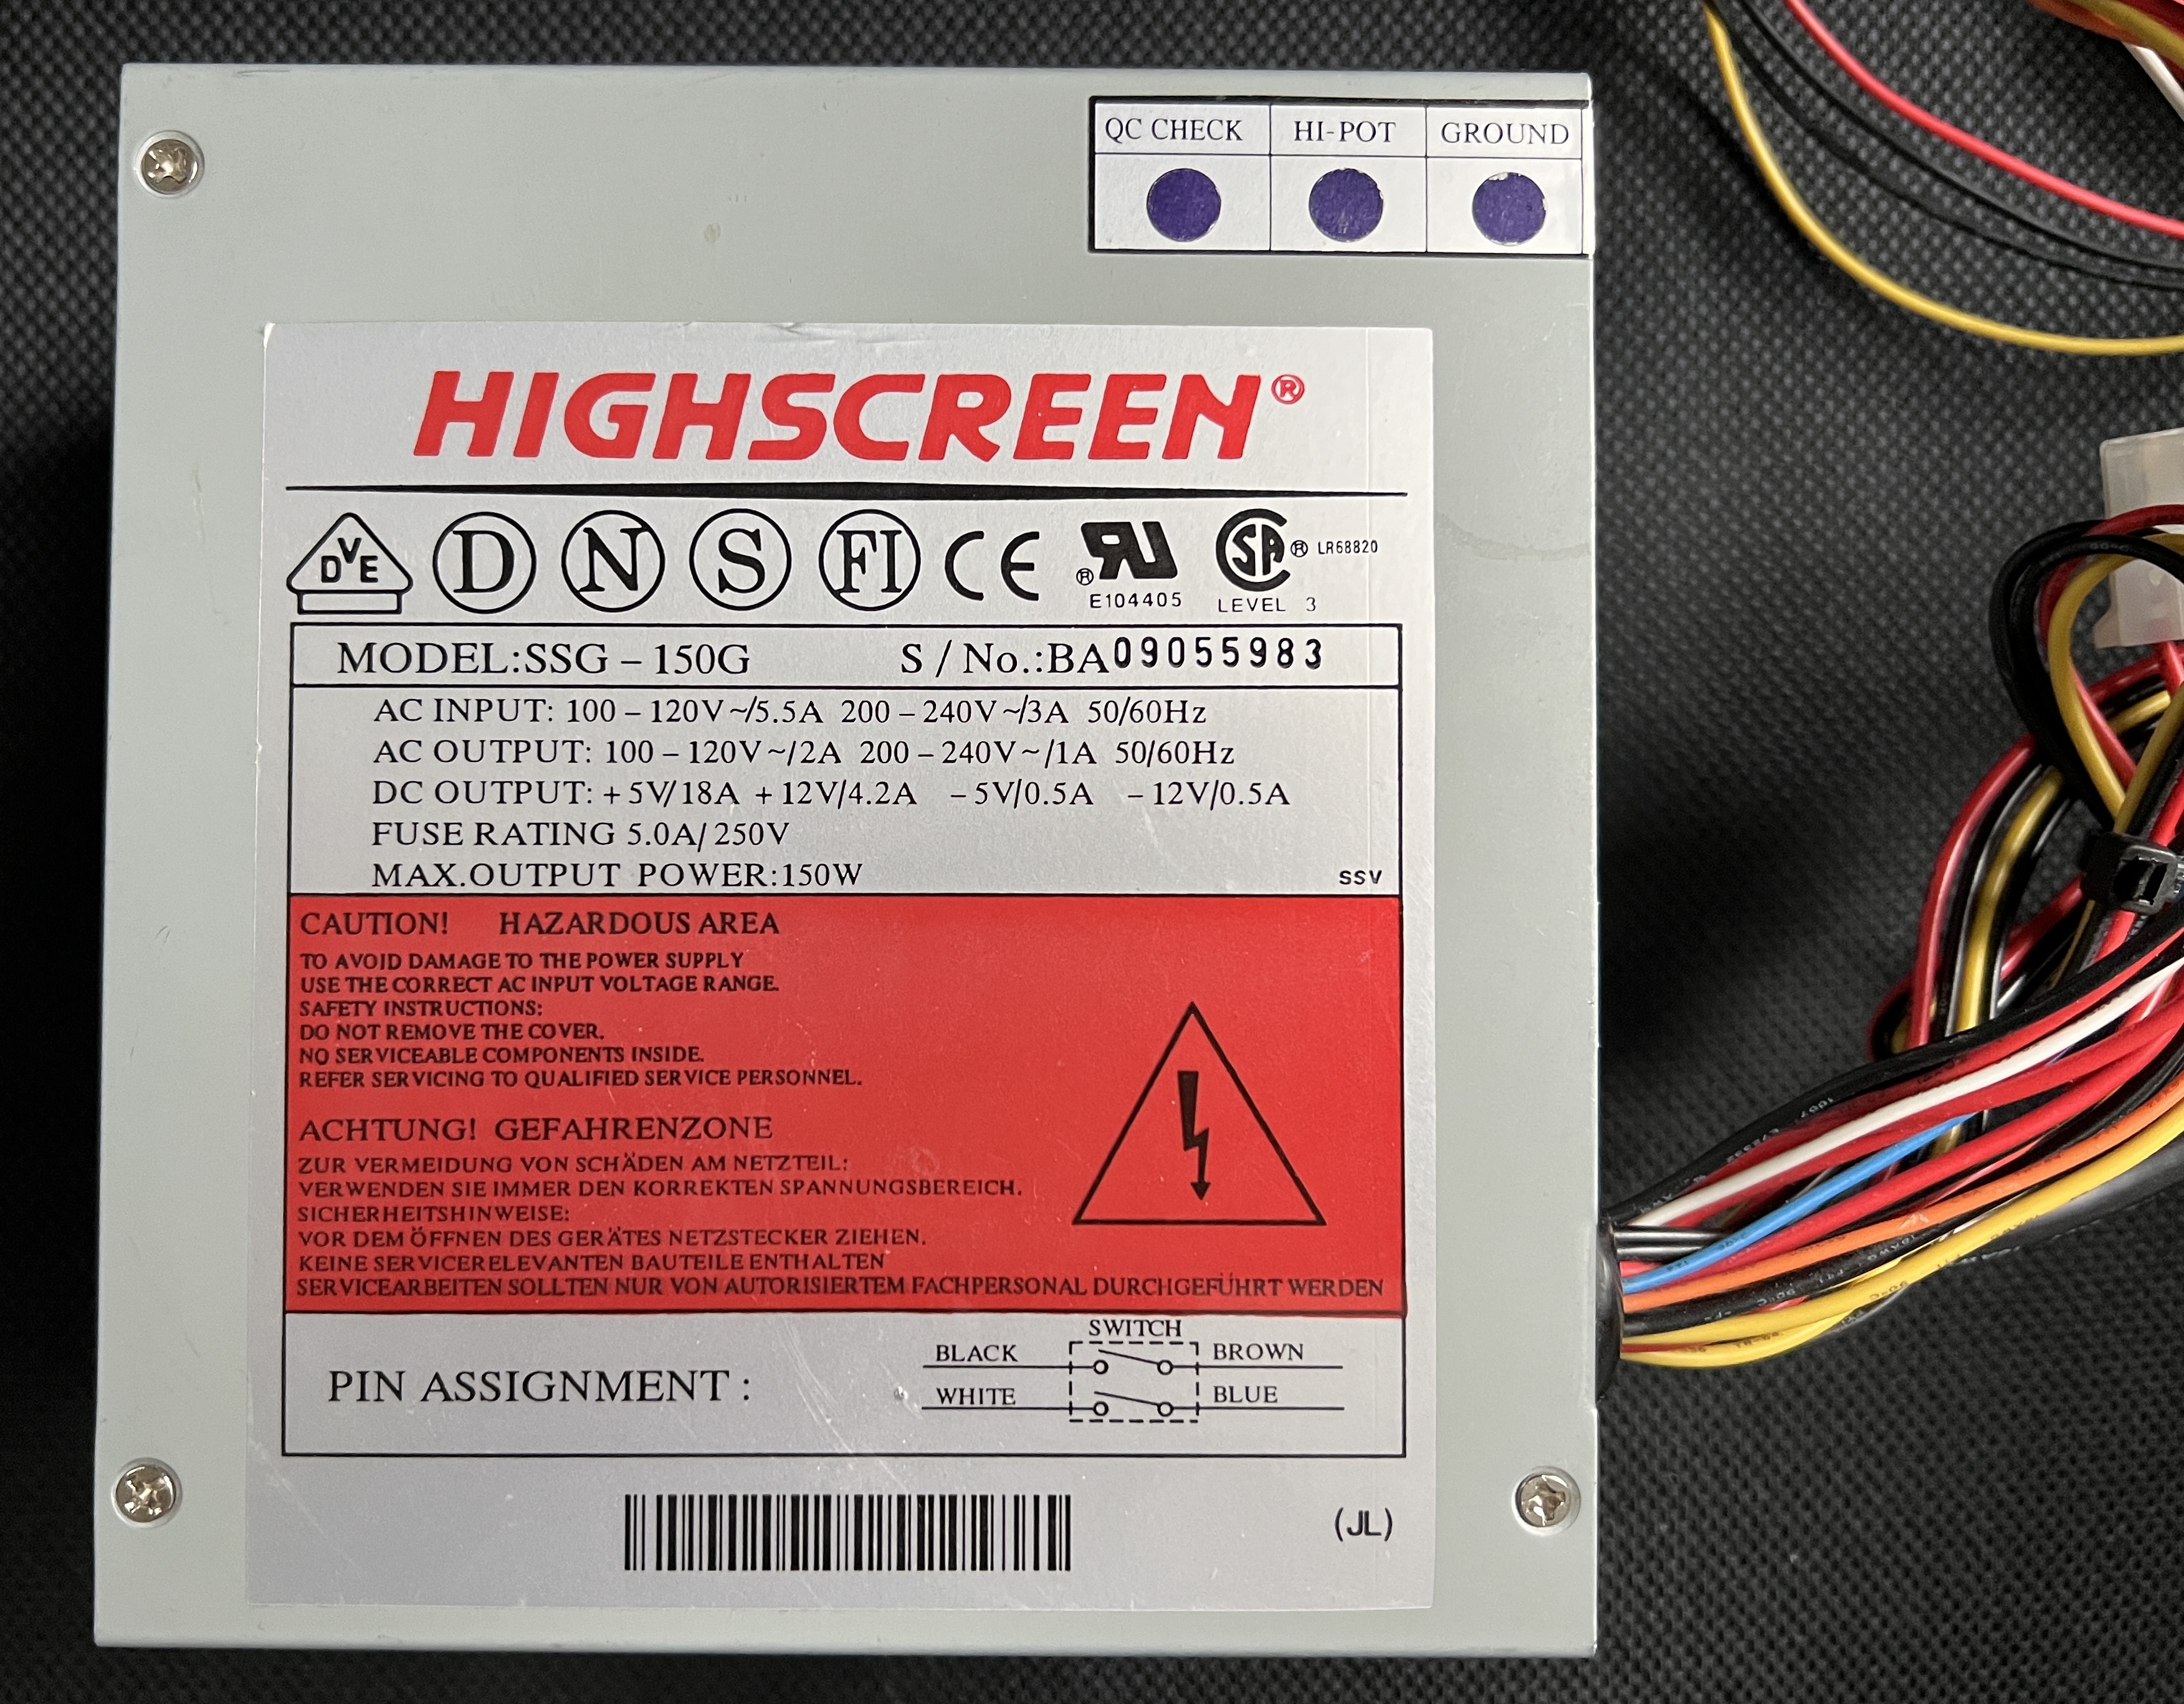 QC CHECK HI-POT GROUND
HIGHSCREEN®
DVE D N S FI CE ® RU SA ® LR68820
E104405 LEVEL 3
MODEL:SSG – 150G S / No.:BA09055983
AC INPUT: 100 – 120V ~/5.5A 200 – 240V ~/3A 50/60Hz
AC OUTPUT: 100 – 120V ~/2A 200 – 240V ~/1A 50/60Hz
DC OUTPUT: + 5V/18A + 12V/4.2A – 5V/0.5A – 12V/0.5A
FUSE RATING 5.0A/250V
MAX.OUTPUT POWER:150W SSV
CAUTION! HAZARDOUS AREA
TO AVOID DAMAGE TO THE POWER SUPPLY
USE THE CORRECT AC INPUT VOLTAGE RANGE.
SAFETY INSTRUCTIONS:
DO NOT REMOVE THE COVER.
NO SERVICEABLE COMPONENTS INSIDE.
REFER SERVICING TO QUALIFIED SERVICE PERSONNEL.
ACHTUNG! GEFAHRENZONE
ZUR VERMEIDUNG VON SCHÄDEN AM NETZTEIL:
VERWENDEN SIE IMMER DEN KORREKTEN SPANNUNGSBEREICH.
SICHERHEITSHINWEISE:
VOR DEM ÖFFNEN DES GERÄTES NETZSTECKER ZIEHEN.
KEINE SERVICERELEVANTEN BAUTEILE ENTHALTEN
SERVICEARBEITEN SOLLTEN NUR VON AUTORISIERTEM FACHPERSONAL DURCHGEFÜHRT WERDEN
SWITCH
BLACK BROWN
PIN ASSIGNMENT :
WHITE BLUE
(JL)